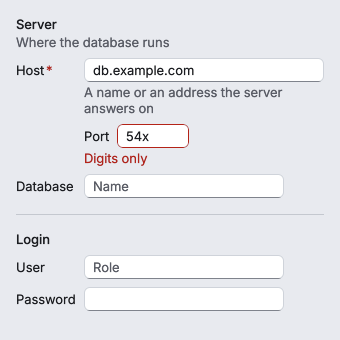 Server
Where the database runs
Host*
db.example.com
A name or an address the server
answers on
Port 54x
Digits only
Database Name
Login
User Role
Password